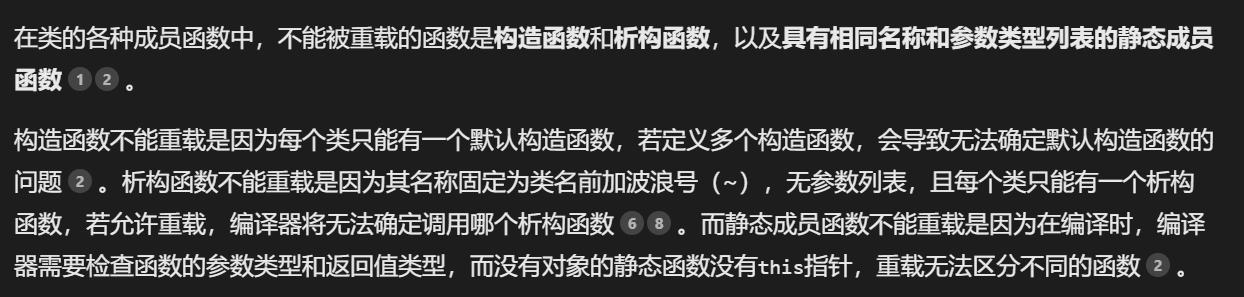 在类的各种成员函数中，不能被重载的函数是构造函数和析构函数，以及具有相同名称和参数类型列表的静态成员
函数 1 2 。
构造函数不能重载是因为每个类只能有一个默认构造函数，若定义多个构造函数，会导致无法确定默认构造函数的
问题 2 。析构函数不能重载是因为其名称固定为类名前加波浪号（~），无参数列表，且每个类只能有一个析构
函数，若允许重载，编译器将无法确定调用哪个析构函数 6 8 。而静态成员函数不能重载是因为在编译时，编译
器需要检查函数的参数类型和返回值类型，而没有对象的静态函数没有this指针，重载无法区分不同的函数 2 。